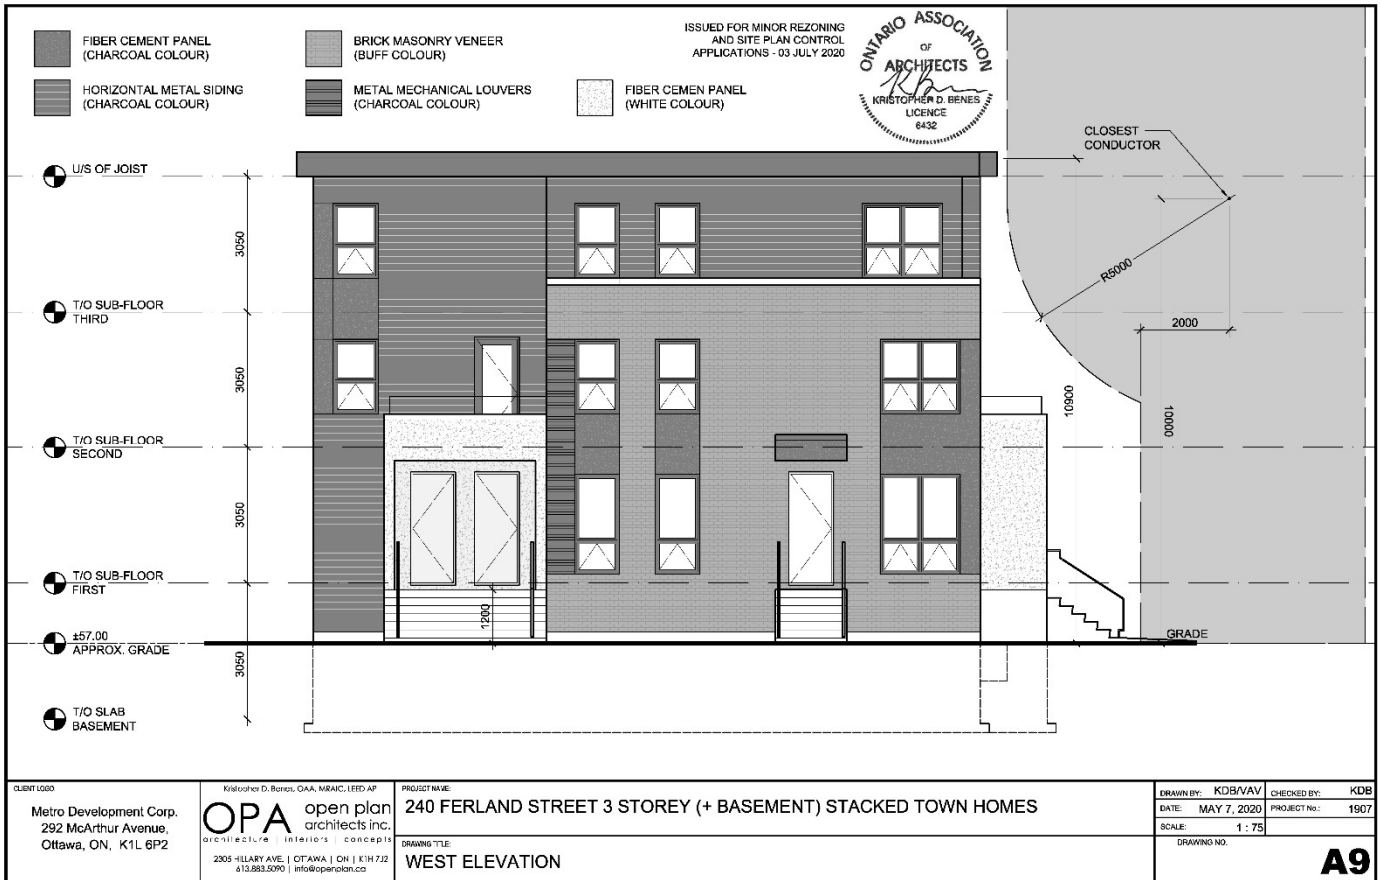 FIBER CEMENT PANEL
(CHARCOAL COLOUR)
HORIZONTAL METAL SIDING
(CHARCOAL COLOUR)
BRICK MASONRY VENEER
(BUFF COLOUR)
METAL MECHANICAL LOUVERS
(CHARCOAL COLOUR)
FIBER CEMEN PANEL
(WHITE COLOUR)
ISSUED FOR MINOR REZONING
AND SITE PLAN CONTROL
APPLICATIONS - 03 JULY 2020
ONTARIO ASSOCIATION
OF
ARCHITECTS
KRISTOPHER D. BENES
LICENCE
6432
CLOSEST
CONDUCTOR
R5000
2000
10900
10000
GRADE
U/S OF JOIST
3050
T/O SUB-FLOOR
THIRD
3050
T/O SUB-FLOOR
SECOND
3050
T/O SUB-FLOOR
FIRST
1200
±57.00
APPROX. GRADE
3050
T/O SLAB
BASEMENT
CLIENT LOGO
Metro Development Corp.
292 McArthur Avenue,
Ottawa, ON, K1L 6P2
Kristopher D. Benes, OAA, MRAIC, LEED AP
OPA open plan
architects inc.
architecture | interiors | concepts
2305 HILLARY AVE. | OTTAWA | ON | K1H 7J2
613.883.5090 | info@openplan.ca
PROJECT NAME:
240 FERLAND STREET 3 STOREY (+ BASEMENT) STACKED TOWN HOMES
DRAWING TITLE:
WEST ELEVATION
DRAWN BY: KDB/VAV
CHECKED BY: KDB
DATE: MAY 7, 2020
PROJECT No.: 1907
SCALE: 1 : 75
DRAWING NO.
A9